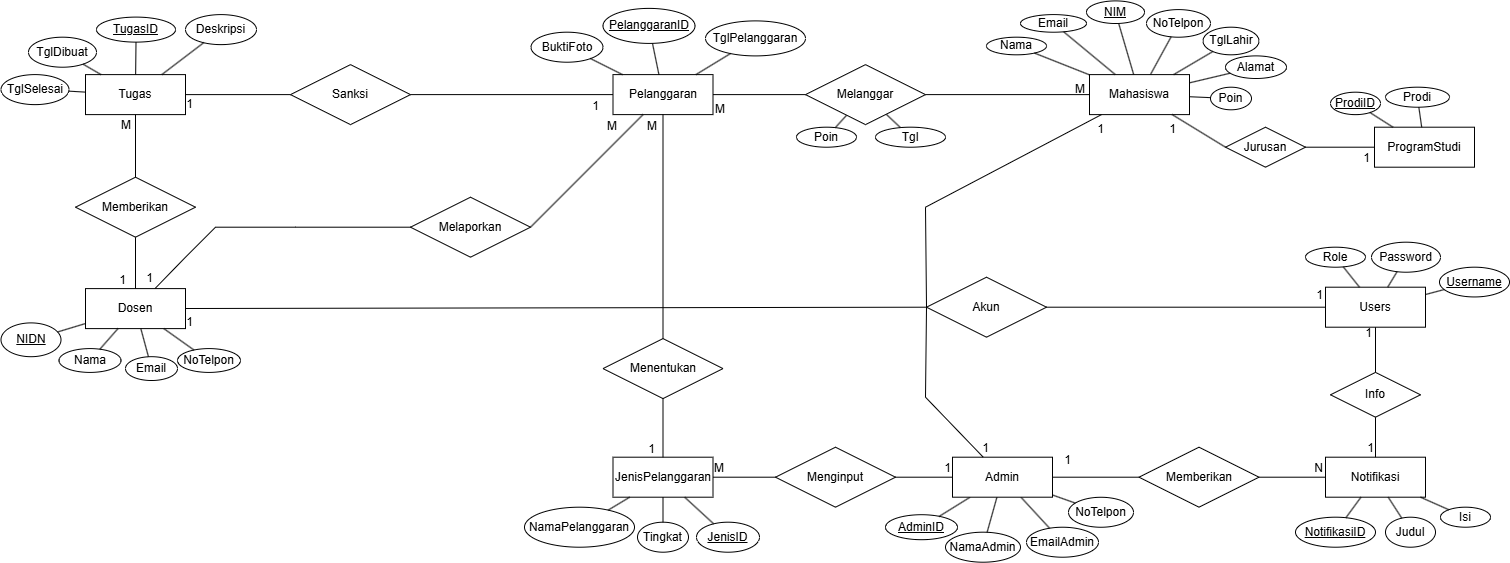 TugasID
Deskripsi
TglDibuat
TglSelesai
Tugas
1
M
Sanksi
PelanggaranID
BuktiFoto
TglPelanggaran
Pelanggaran
1
M
M
M
Melanggar
Poin
Tgl
NIM
Email
NoTelpon
Nama
TglLahir
Alamat
Poin
M
Mahasiswa
1
1
ProdiID
Prodi
Jurusan
1
ProgramStudi
Memberikan
Melaporkan
1
1
Dosen
1
NIDN
Nama
Email
NoTelpon
Akun
Role
Password
Username
1
Users
1
Menentukan
Info
1
JenisPelanggaran
M
NamaPelanggaran
Tingkat
JenisID
Menginput
1
1
Admin
1
AdminID
NamaAdmin
EmailAdmin
NoTelpon
Memberikan
N
1
Notifikasi
NotifikasiID
Judul
Isi